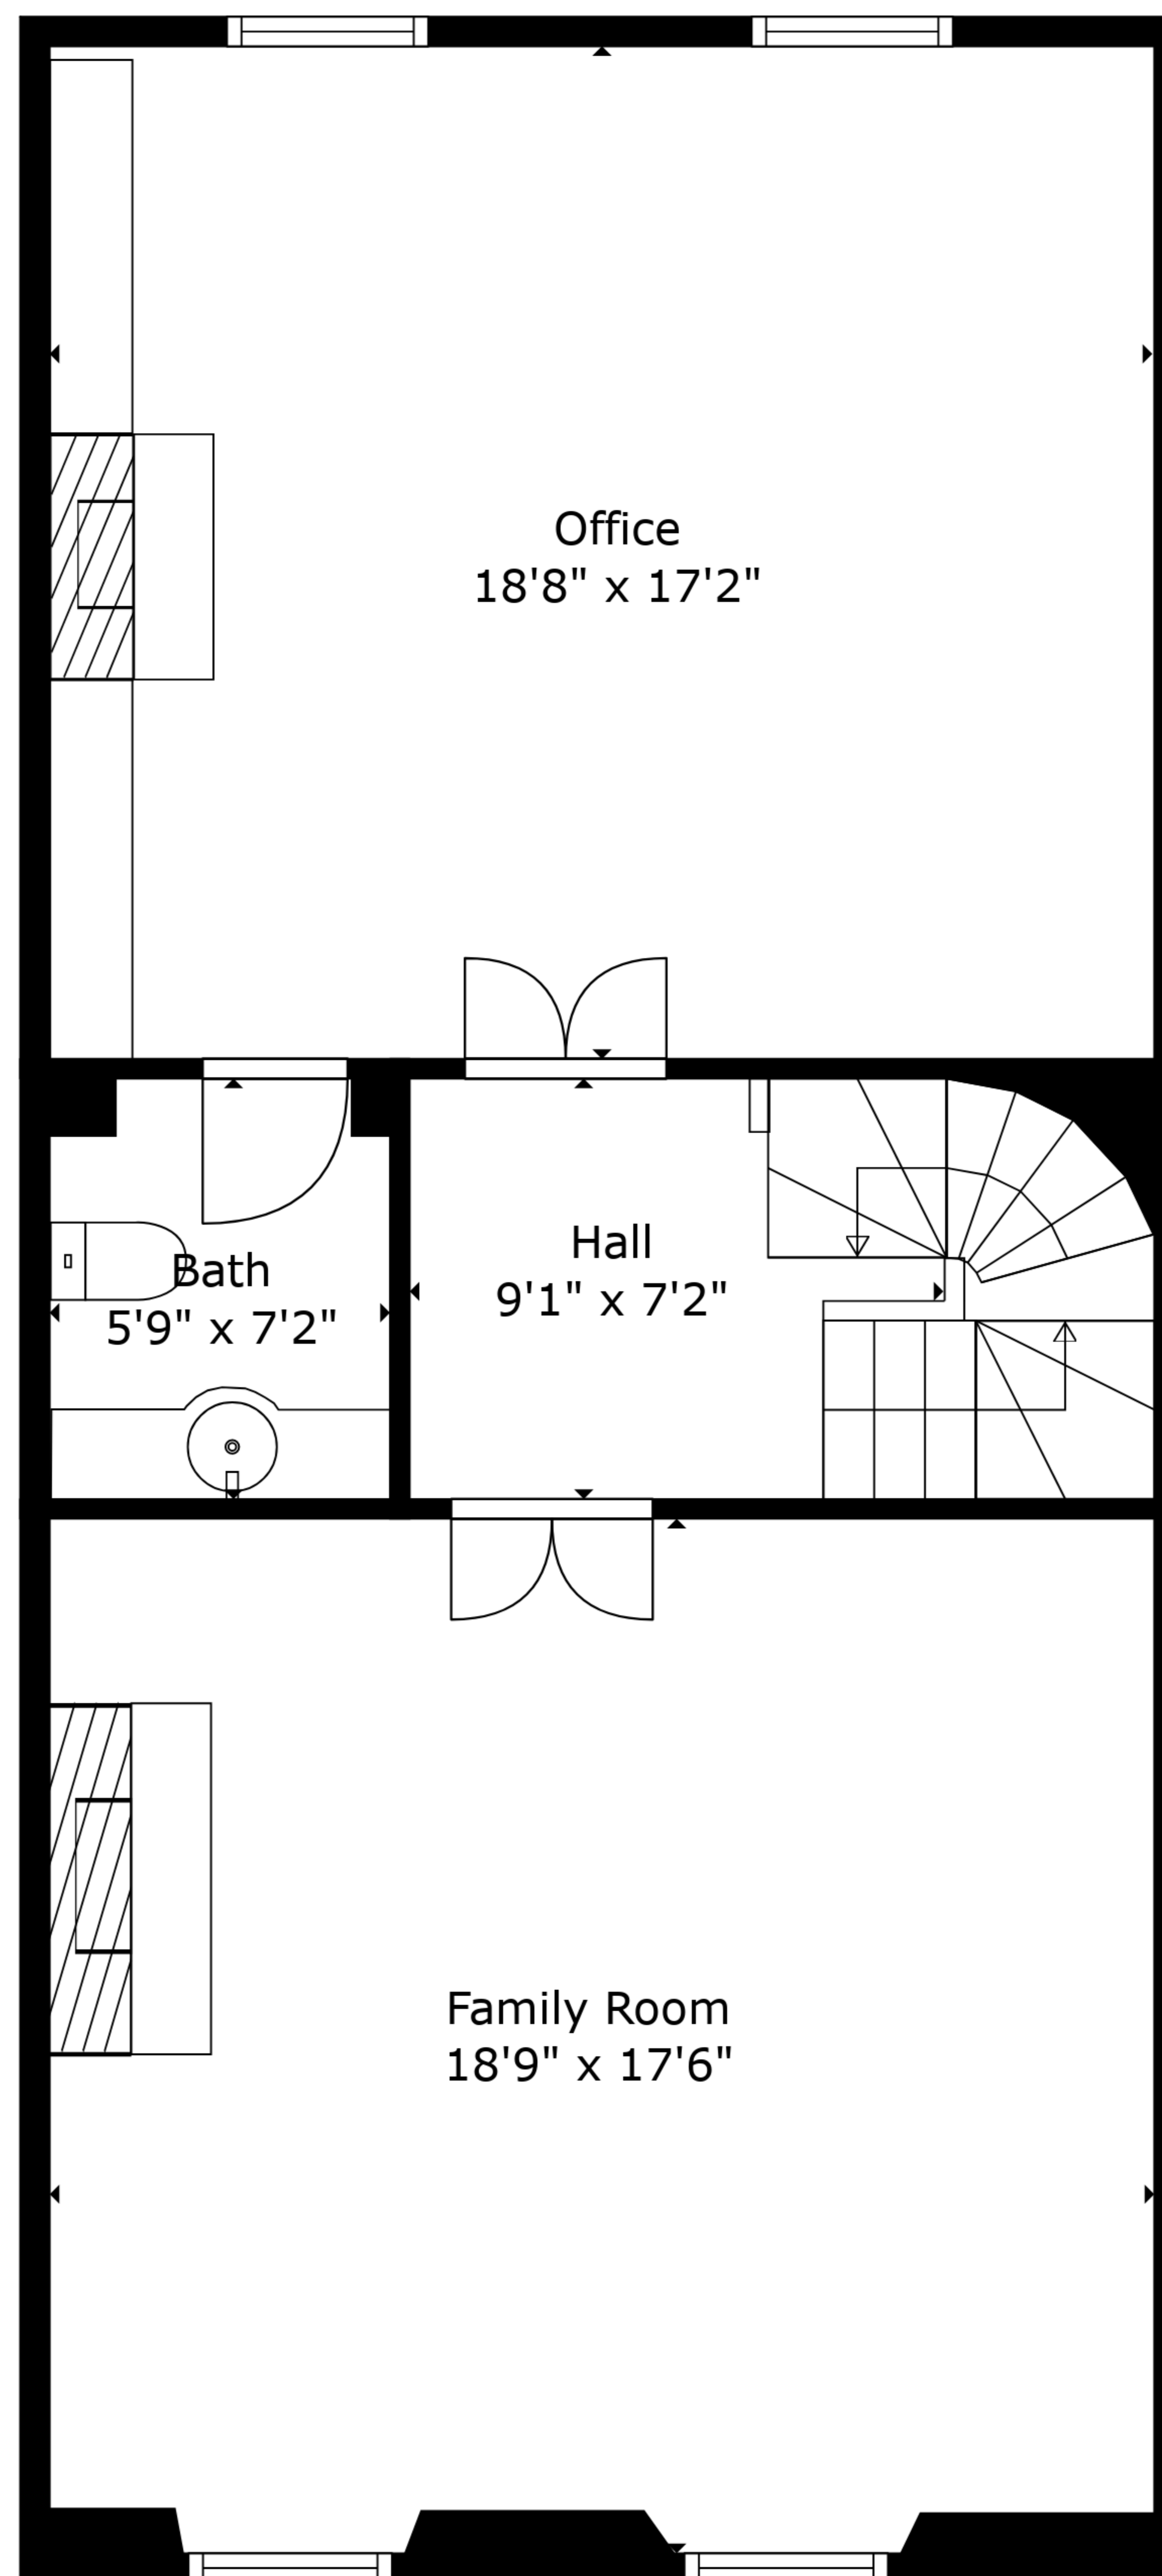 Office
18'8" x 17'2"
Bath
5'9" x 7'2"
Hall
9'1" x 7'2"
Family Room
18'9" x 17'6"